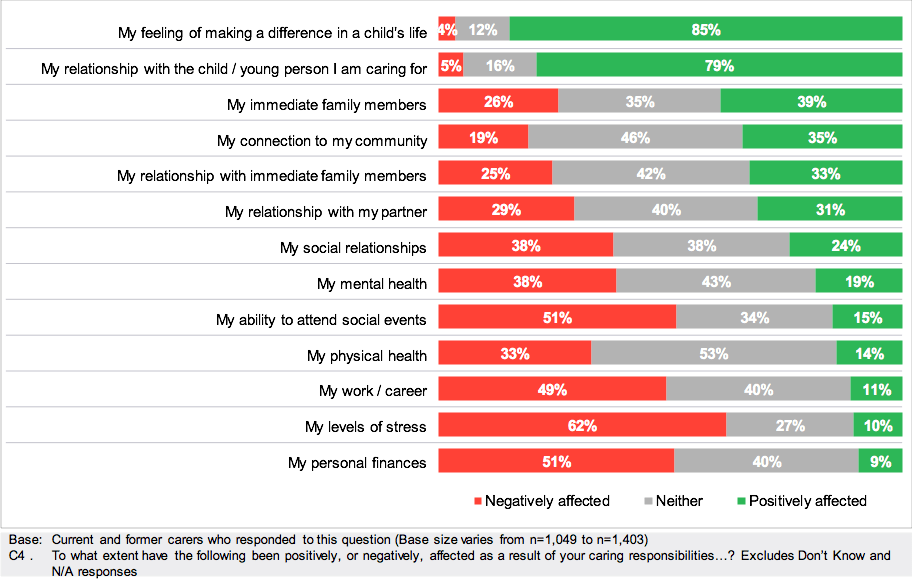 My feeling of making a difference in a child's life 4% 12% 85%
My relationship with the child / young person I am caring for 5% 16% 79%
My immediate family members 26% 35% 39%
My connection to my community 19% 46% 35%
My relationship with immediate family members 25% 42% 33%
My relationship with my partner 29% 40% 31%
My social relationships 38% 38% 24%
My mental health 38% 43% 19%
My ability to attend social events 51% 34% 15%
My physical health 33% 53% 14%
My work / career 49% 40% 11%
My levels of stress 62% 27% 10%
My personal finances 51% 40% 9%
Negatively affected Neither Positively affected
Base: Current and former carers who responded to this question (Base size varies from n=1,049 to n=1,403)
C4 . To what extent have the following been positively, or negatively, affected as a result of your caring responsibilities…? Excludes Don't Know and
N/A responses